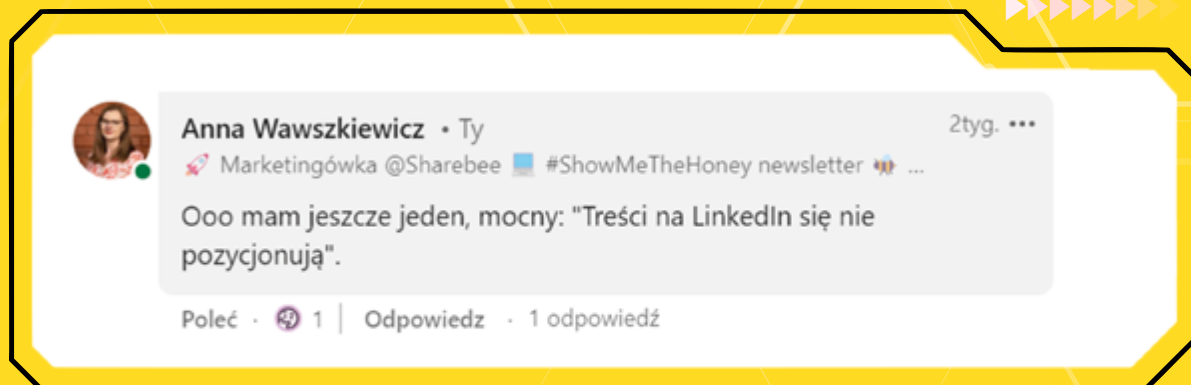 Anna Wawszkiewicz • Ty
2tyg. •••
🚀 Marketingówka @Sharebee 💻 #ShowMeTheHoney newsletter 🐝 ...
Ooo mam jeszcze jeden, mocny: "Treści na LinkedIn się nie
pozycjonują".
Poleć · 1 | Odpowiedz · 1 odpowiedź